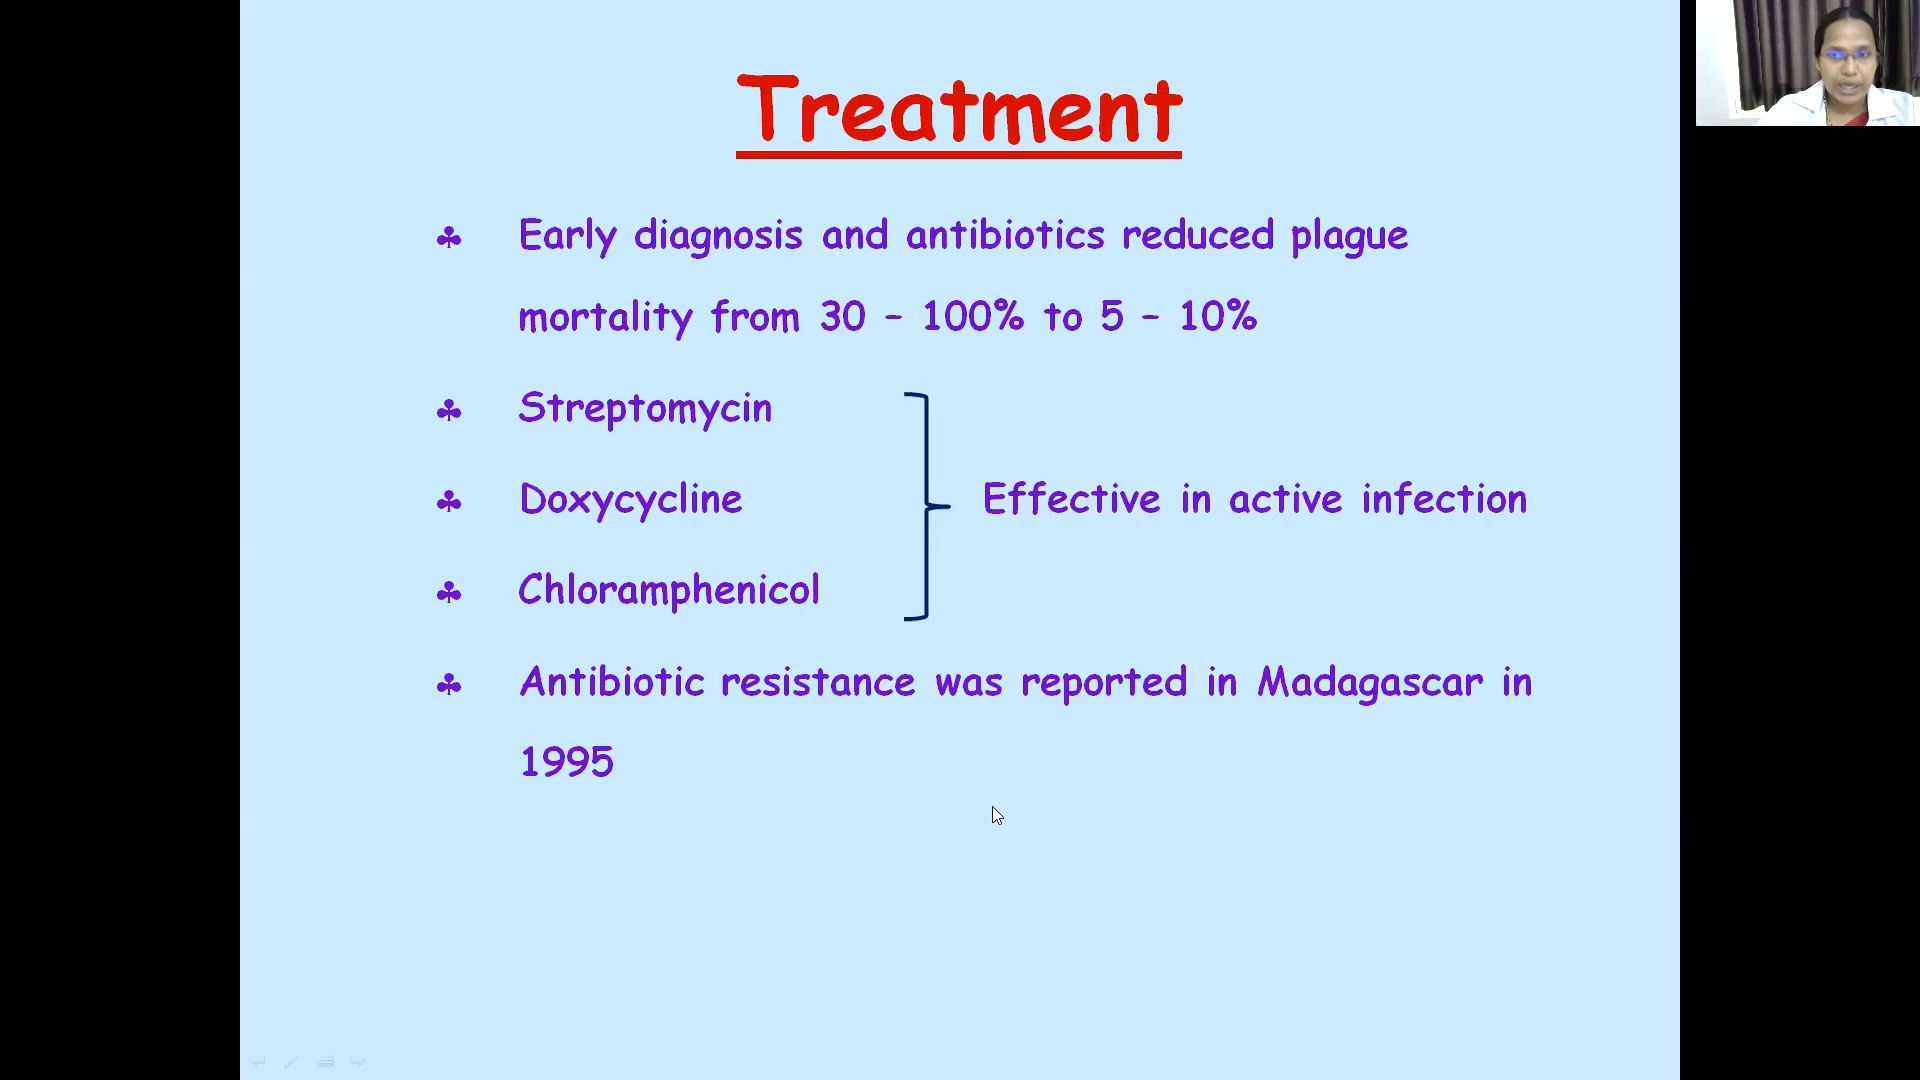 Treatment
♣ Early diagnosis and antibiotics reduced plague
mortality from 30 – 100% to 5 – 10%
♣ Streptomycin
♣ Doxycycline
Effective in active infection
♣ Chloramphenicol
♣ Antibiotic resistance was reported in Madagascar in
1995